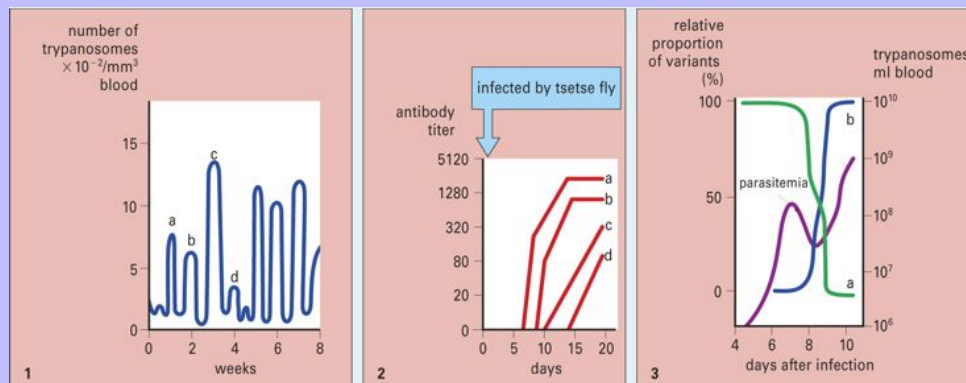 number of
trypanosomes
×10⁻²/mm³
blood
15
10
5
0
a
b
c
d
0 2 4 6 8
weeks
1
infected by tsetse fly
antibody
titer
5120
1280
320
80
20
0
a
b
c
d
0 5 10 15 20
days
2
relative
proportion
of variants
(%)
trypanosomes
ml blood
100
50
0
10¹⁰
10⁹
10⁸
10⁷
10⁶
b
parasitemia
a
4 6 8 10
days after infection
3